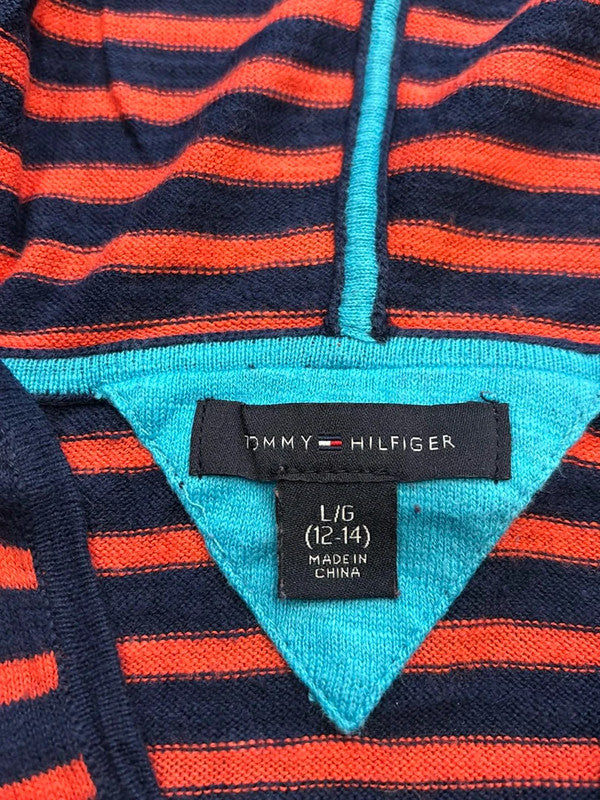 TOMMY HILFIGER
L/G
(12-14)
MADE IN
CHINA